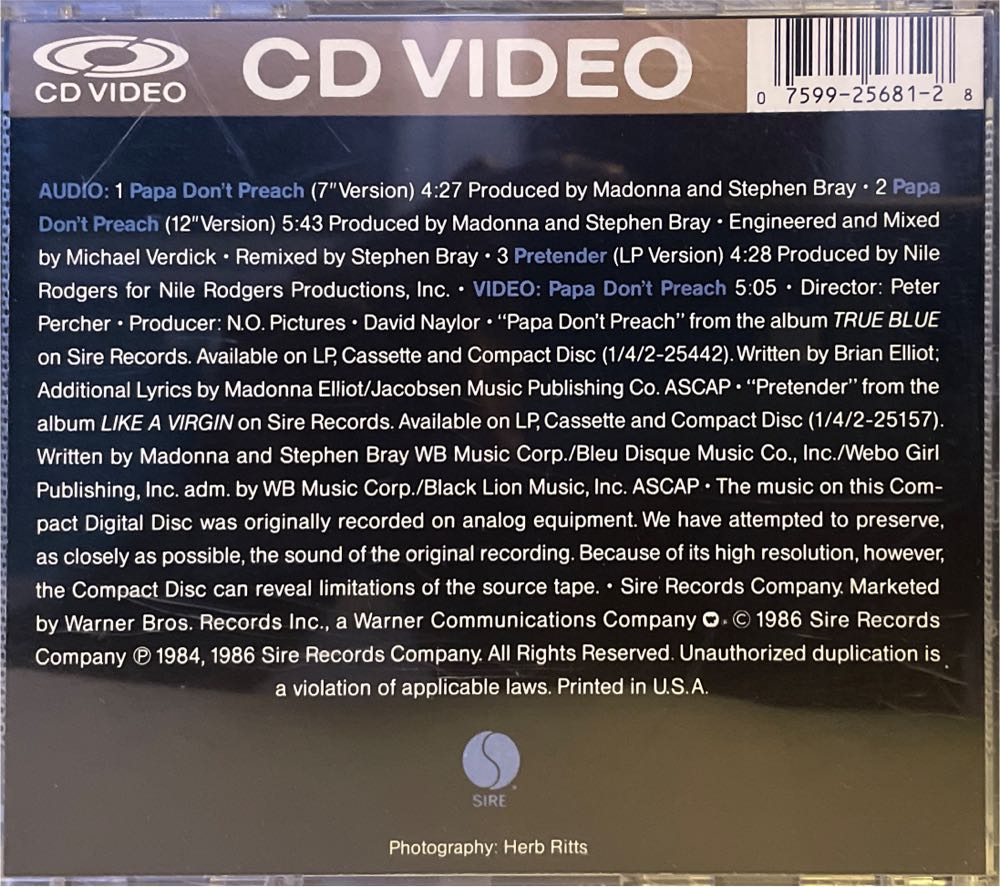 CD VIDEO
CD VIDEO
0 7599-25681-2 8
AUDIO: 1 Papa Don't Preach (7" Version) 4:27 Produced by Madonna and Stephen Bray • 2 Papa
Don't Preach (12" Version) 5:43 Produced by Madonna and Stephen Bray • Engineered and Mixed
by Michael Verdick • Remixed by Stephen Bray • 3 Pretender (LP Version) 4:28 Produced by Nile
Rodgers for Nile Rodgers Productions, Inc. • VIDEO: Papa Don't Preach 5:05 • Director: Peter
Percher • Producer: N.O. Pictures • David Naylor • "Papa Don't Preach" from the album TRUE BLUE
on Sire Records. Available on LP, Cassette and Compact Disc (1/4/2-25442). Written by Brian Elliot;
Additional Lyrics by Madonna Elliot/Jacobsen Music Publishing Co. ASCAP • "Pretender" from the
album LIKE A VIRGIN on Sire Records. Available on LP, Cassette and Compact Disc (1/4/2-25157).
Written by Madonna and Stephen Bray WB Music Corp./Bleu Disque Music Co., Inc./Webo Girl
Publishing, Inc. adm. by WB Music Corp./Black Lion Music, Inc. ASCAP • The music on this Com-
pact Digital Disc was originally recorded on analog equipment. We have attempted to preserve,
as closely as possible, the sound of the original recording. Because of its high resolution, however,
the Compact Disc can reveal limitations of the source tape. • Sire Records Company. Marketed
by Warner Bros. Records Inc., a Warner Communications Company • © 1986 Sire Records
Company ℗ 1984, 1986 Sire Records Company. All Rights Reserved. Unauthorized duplication is
a violation of applicable laws. Printed in U.S.A.
SIRE
Photography: Herb Ritts